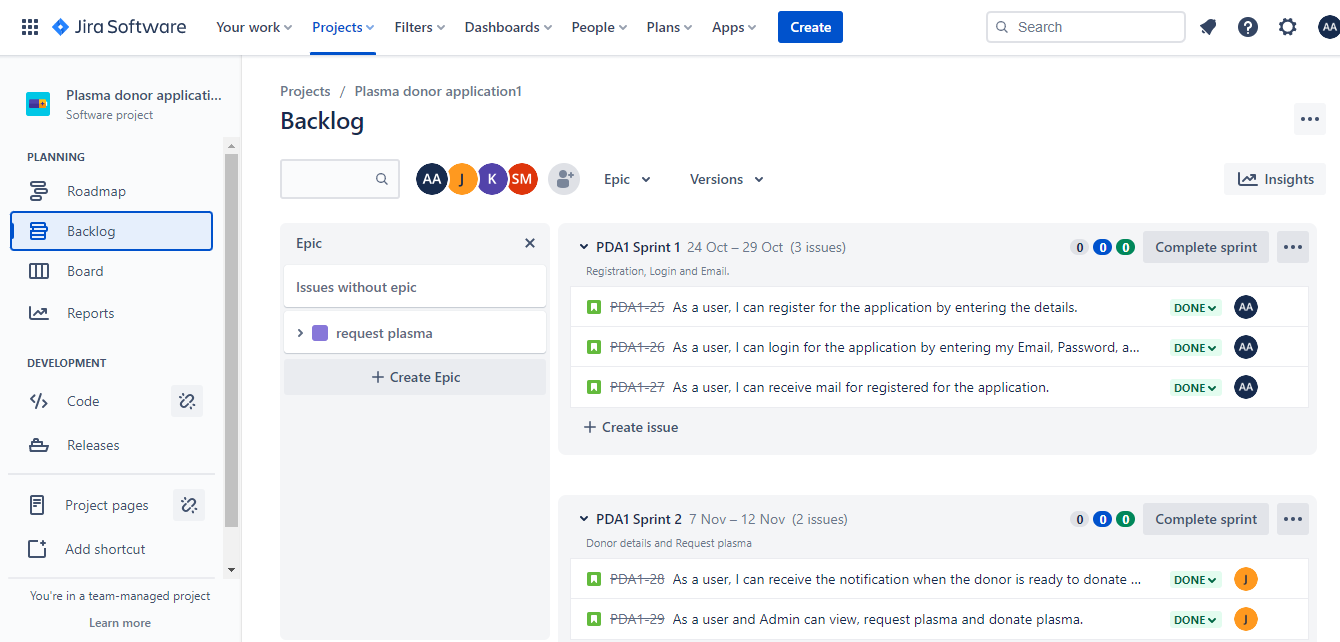 Jira Software Your work Projects Filters Dashboards People Plans Apps Create Search AA
Plasma donor applicati...
Software project
PLANNING
Roadmap
Backlog
Board
Reports
DEVELOPMENT
Code
Releases
Project pages
Add shortcut
You're in a team-managed project
Learn more
Projects / Plasma donor application1
Backlog
AA J K SM Epic Versions Insights
Epic
Issues without epic
request plasma
Create Epic
PDA1 Sprint 1 24 Oct – 29 Oct (3 issues) 0 0 0 Complete sprint
Registration, Login and Email.
PDA1-25 As a user, I can register for the application by entering the details. DONE AA
PDA1-26 As a user, I can login for the application by entering my Email, Password, a... DONE AA
PDA1-27 As a user, I can receive mail for registered for the application. DONE AA
Create issue
PDA1 Sprint 2 7 Nov – 12 Nov (2 issues) 0 0 0 Complete sprint
Donor details and Request plasma
PDA1-28 As a user, I can receive the notification when the donor is ready to donate ... DONE J
PDA1-29 As a user and Admin can view, request plasma and donate plasma. DONE J